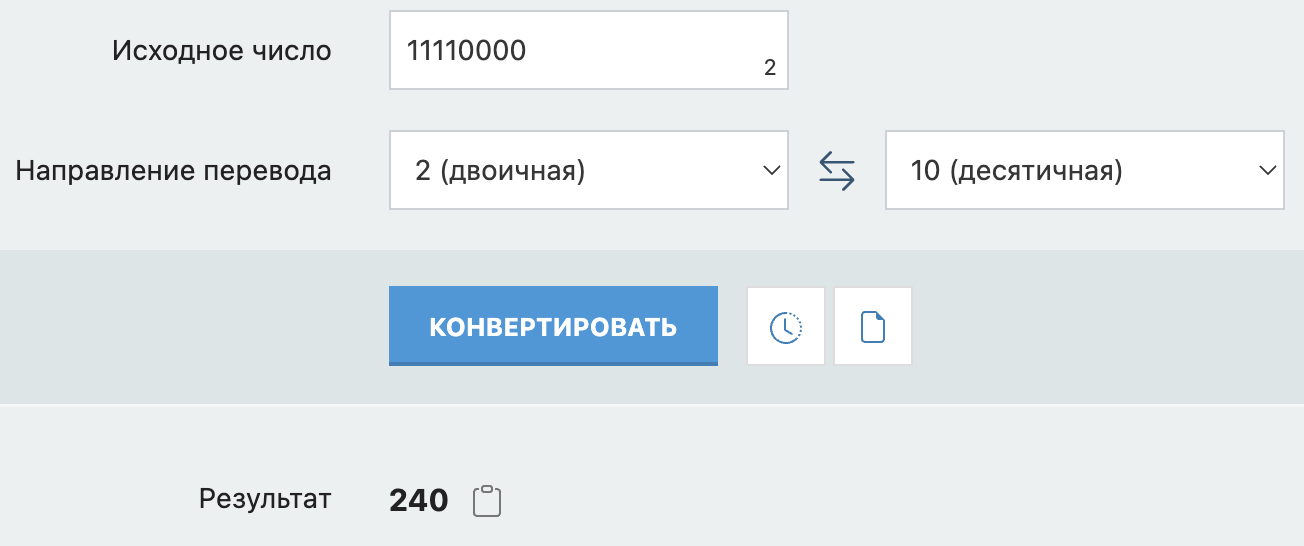 Исходное число
11110000
2
Направление перевода
2 (двоичная)
10 (десятичная)
КОНВЕРТИРОВАТЬ
Результат
240